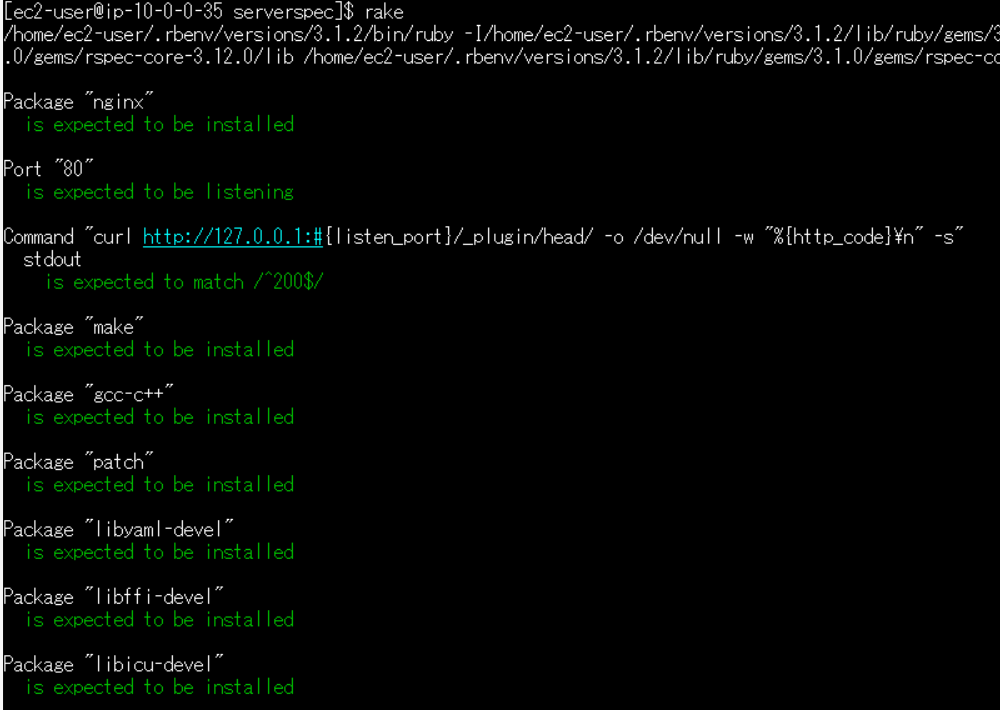 [ec2-user@ip-10-0-0-35 serverspec]$ rake
/home/ec2-user/.rbenv/versions/3.1.2/bin/ruby -I/home/ec2-user/.rbenv/versions/3.1.2/lib/ruby/gems/3
.0/gems/rspec-core-3.12.0/lib /home/ec2-user/.rbenv/versions/3.1.2/lib/ruby/gems/3.1.0/gems/rspec-co
Package "nginx"
is expected to be installed
Port "80"
is expected to be listening
Command "curl http://127.0.0.1:#{listen_port}/_plugin/head/ -o /dev/null -w "%{http_code}¥n" -s"
stdout
is expected to match /^200$/
Package "make"
is expected to be installed
Package "gcc-c++"
is expected to be installed
Package "patch"
is expected to be installed
Package "libyaml-devel"
is expected to be installed
Package "libffi-devel"
is expected to be installed
Package "libicu-devel"
is expected to be installed